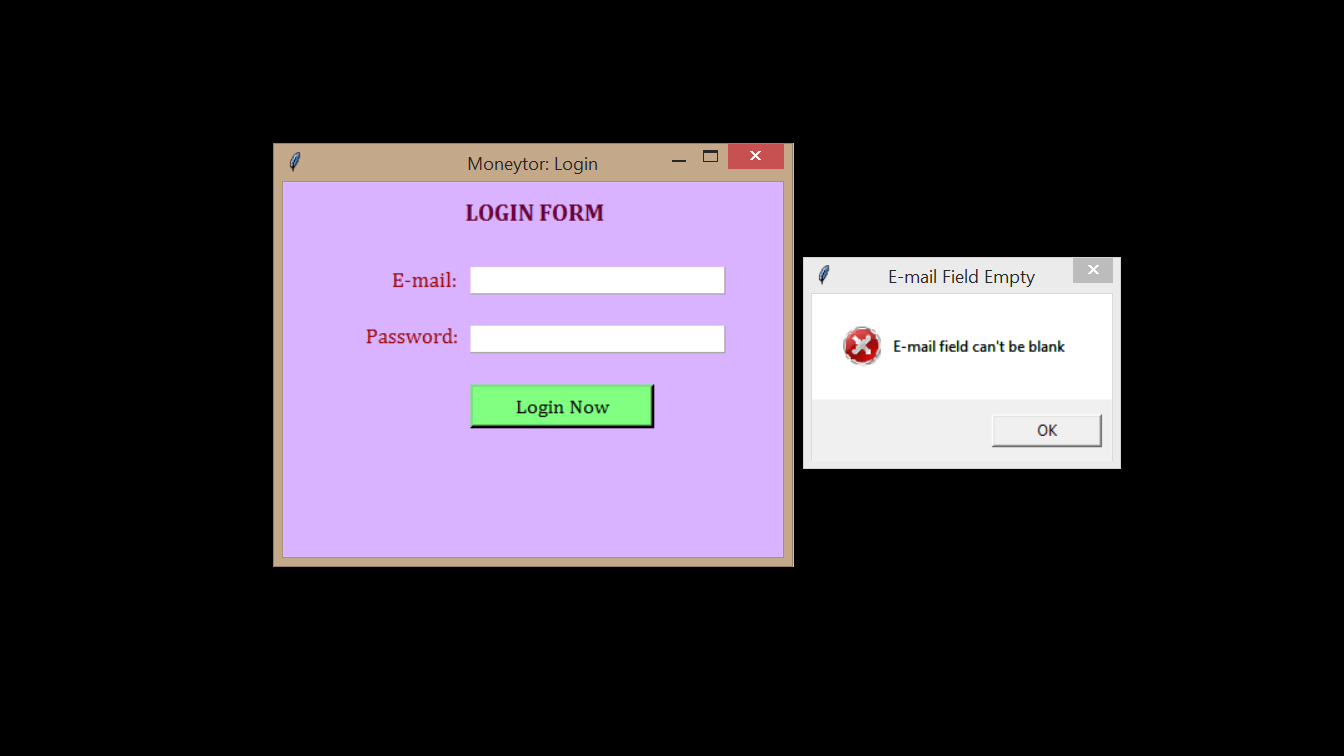 Moneytor: Login
LOGIN FORM
E-mail:
Password:
Login Now
E-mail Field Empty
E-mail field can't be blank
OK